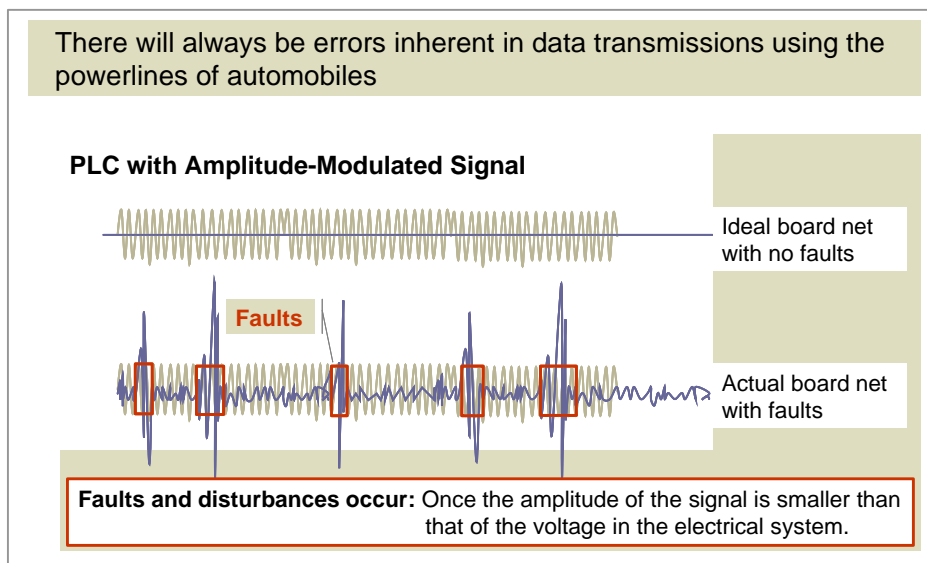 There will always be errors inherent in data transmissions using the
powerlines of automobiles
PLC with Amplitude-Modulated Signal
Ideal board net
with no faults
Faults
Actual board net
with faults
Faults and disturbances occur: Once the amplitude of the signal is smaller than
that of the voltage in the electrical system.